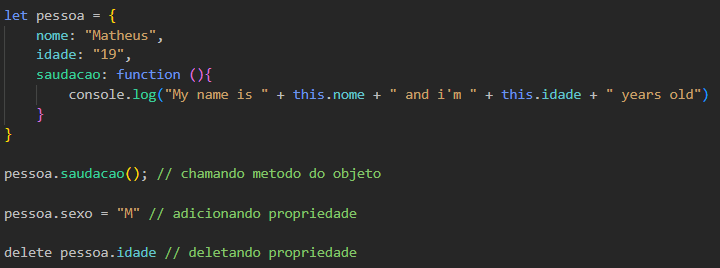 let pessoa = {
    nome: "Matheus",
    idade: "19",
    saudacao: function (){
        console.log("My name is " + this.nome + " and i'm " + this.idade + " years old")
    }
}
pessoa.saudacao(); // chamando metodo do objeto
pessoa.sexo = "M" // adicionando propriedade
delete pessoa.idade // deletando propriedade